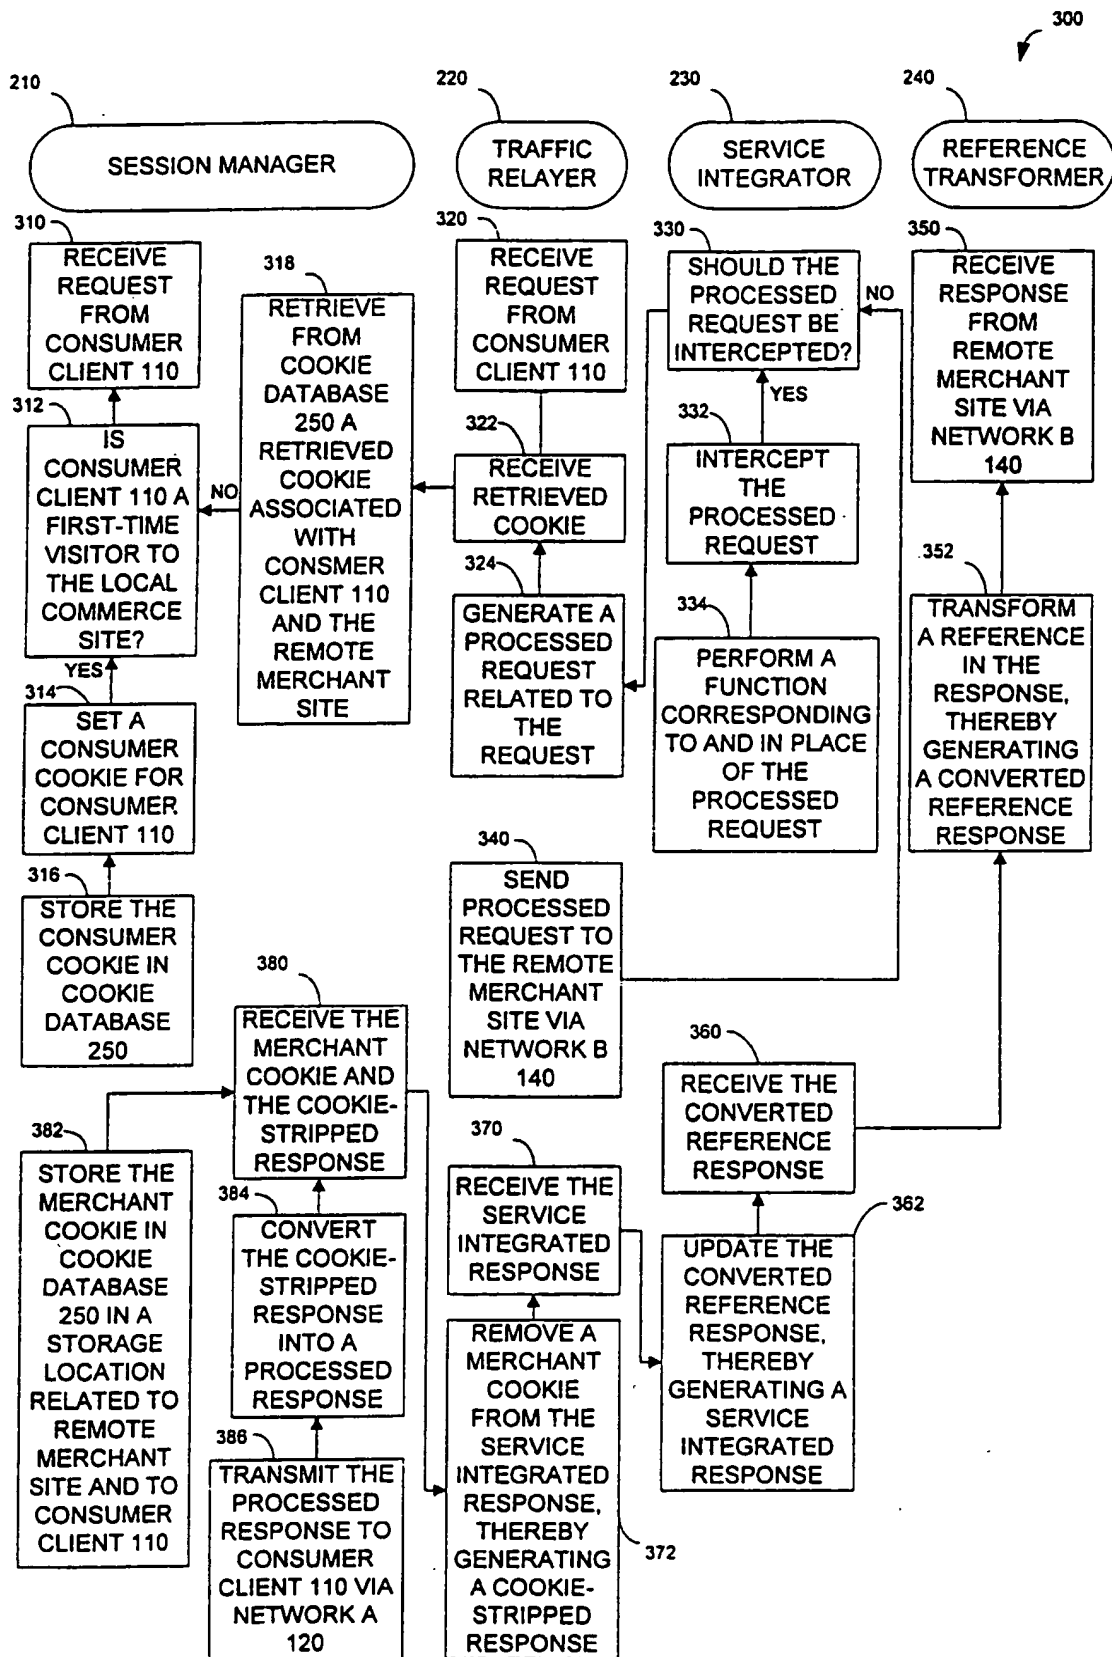 300
210
220
230
240
SESSION MANAGER
TRAFFIC
RELAYER
SERVICE
INTEGRATOR
REFERENCE
TRANSFORMER
310
RECEIVE
REQUEST
FROM
CONSUMER
CLIENT 110
312
IS
CONSUMER
CLIENT 110 A
FIRST-TIME
VISITOR TO
THE LOCAL
COMMERCE
SITE?
NO
YES
314
SET A
CONSUMER
COOKIE FOR
CONSUMER
CLIENT 110
316
STORE THE
CONSUMER
COOKIE IN
COOKIE
DATABASE
250
318
RETRIEVE
FROM
COOKIE
DATABASE
250 A
RETRIEVED
COOKIE
ASSOCIATED
WITH
CONSMER
CLIENT 110
AND THE
REMOTE
MERCHANT
SITE
320
RECEIVE
REQUEST
FROM
CONSUMER
CLIENT 110
322
RECEIVE
RETRIEVED
COOKIE
324
GENERATE A
PROCESSED
REQUEST
RELATED TO
THE
REQUEST
330
SHOULD THE
PROCESSED
REQUEST BE
INTERCEPTED?
NO
YES
332
INTERCEPT
THE
PROCESSED
REQUEST
334
PERFORM A
FUNCTION
CORRESPONDING
TO AND IN PLACE
OF THE
PROCESSED
REQUEST
340
SEND
PROCESSED
REQUEST TO
THE REMOTE
MERCHANT
SITE VIA
NETWORK B
140
350
RECEIVE
RESPONSE
FROM
REMOTE
MERCHANT
SITE VIA
NETWORK B
140
352
TRANSFORM
A REFERENCE
IN THE
RESPONSE,
THEREBY
GENERATING
A CONVERTED
REFERENCE
RESPONSE
360
RECEIVE THE
CONVERTED
REFERENCE
RESPONSE
362
UPDATE THE
CONVERTED
REFERENCE
RESPONSE,
THEREBY
GENERATING A
SERVICE
INTEGRATED
RESPONSE
370
RECEIVE THE
SERVICE
INTEGRATED
RESPONSE
372
REMOVE A
MERCHANT
COOKIE
FROM THE
SERVICE
INTEGRATED
RESPONSE,
THEREBY
GENERATING
A COOKIE-
STRIPPED
RESPONSE
380
RECEIVE THE
MERCHANT
COOKIE AND
THE COOKIE-
STRIPPED
RESPONSE
382
STORE THE
MERCHANT
COOKIE IN
COOKIE
DATABASE
250 IN A
STORAGE
LOCATION
RELATED TO
REMOTE
MERCHANT
SITE AND TO
CONSUMER
CLIENT 110
384
CONVERT
THE COOKIE-
STRIPPED
RESPONSE
INTO A
PROCESSED
RESPONSE
386
TRANSMIT THE
PROCESSED
RESPONSE TO
CONSUMER
CLIENT 110 VIA
NETWORK A
120